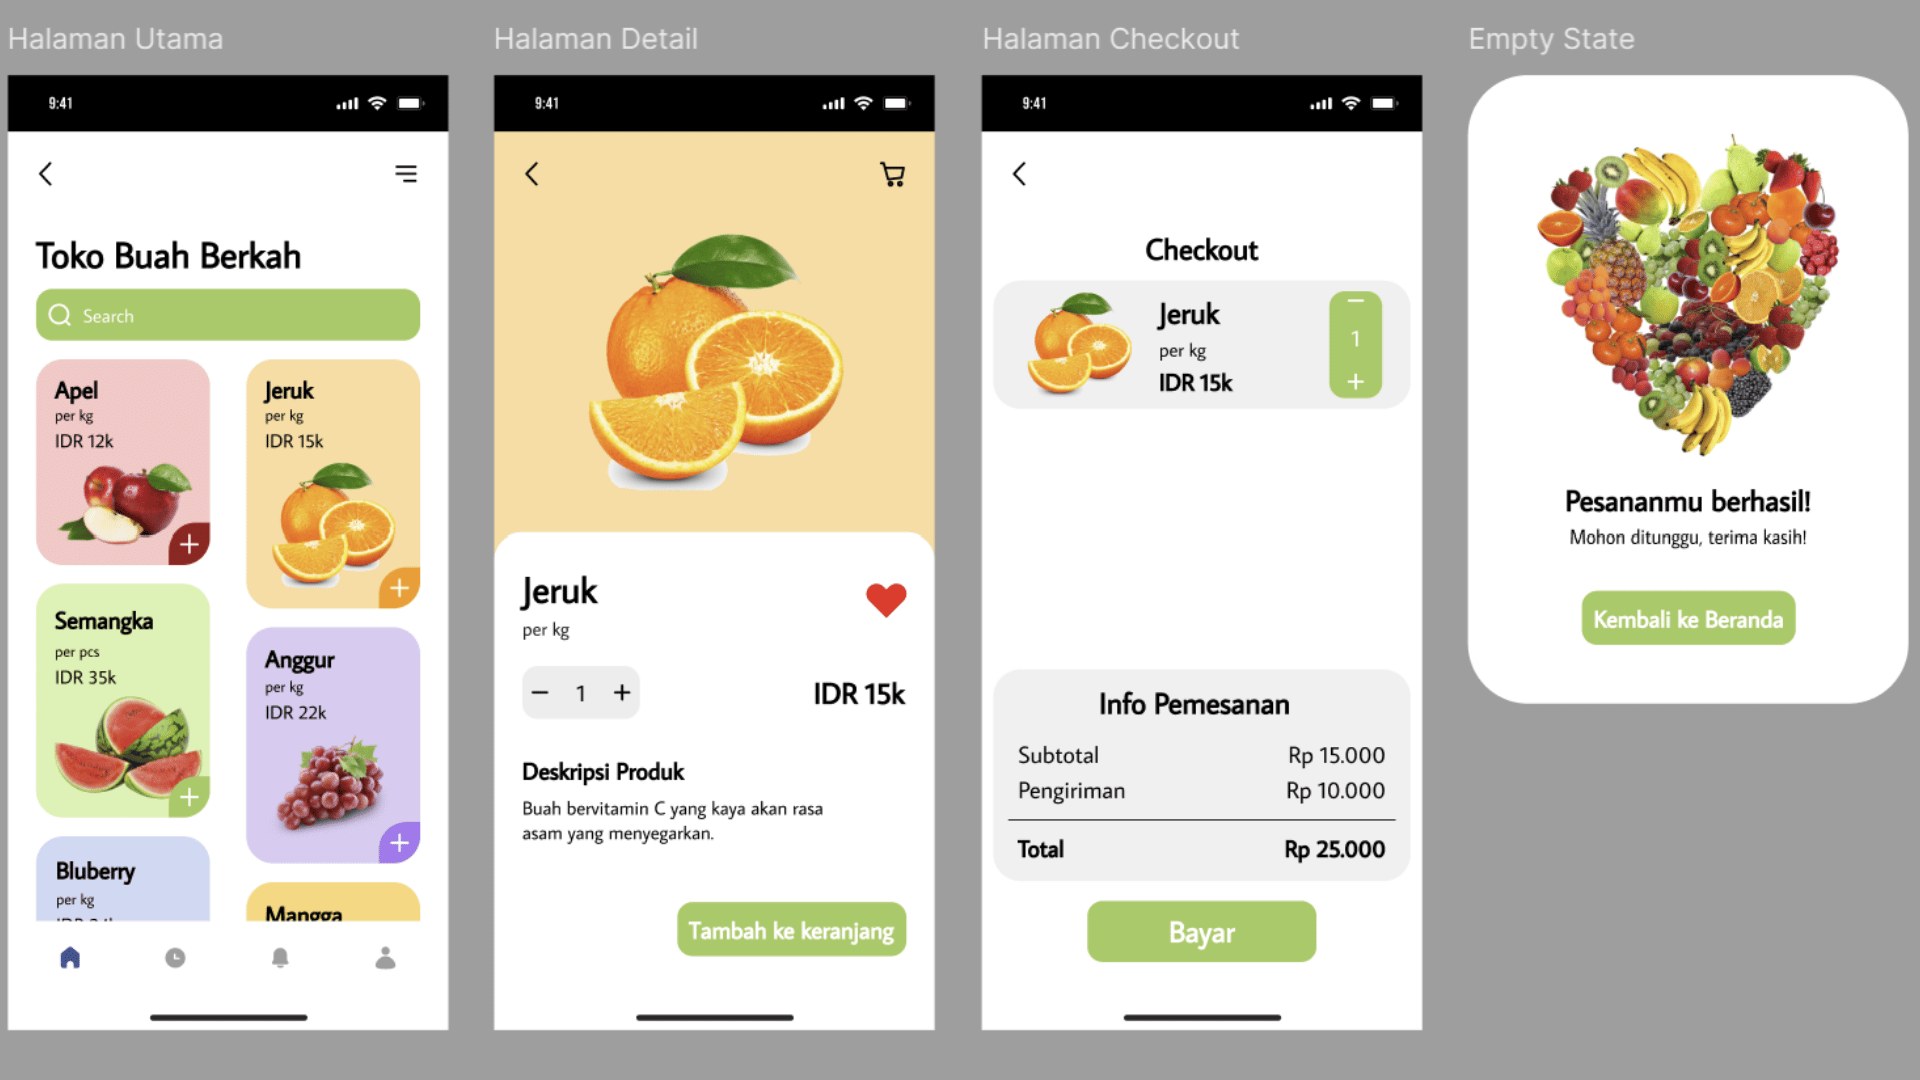 Halaman Utama
9:41
Toko Buah Berkah
Search
Apel
per kg
IDR 12k
Jeruk
per kg
IDR 15k
Semangka
per pcs
IDR 35k
Anggur
per kg
IDR 22k
Bluberry
per kg
Mangga
Halaman Detail
9:41
Jeruk
per kg
1
IDR 15k
Deskripsi Produk
Buah bervitamin C yang kaya akan rasa
asam yang menyegarkan.
Tambah ke keranjang
Halaman Checkout
9:41
Checkout
Jeruk
per kg
IDR 15k
1
Info Pemesanan
Subtotal Rp 15.000
Pengiriman Rp 10.000
Total Rp 25.000
Bayar
Empty State
Pesananmu berhasil!
Mohon ditunggu, terima kasih!
Kembali ke Beranda